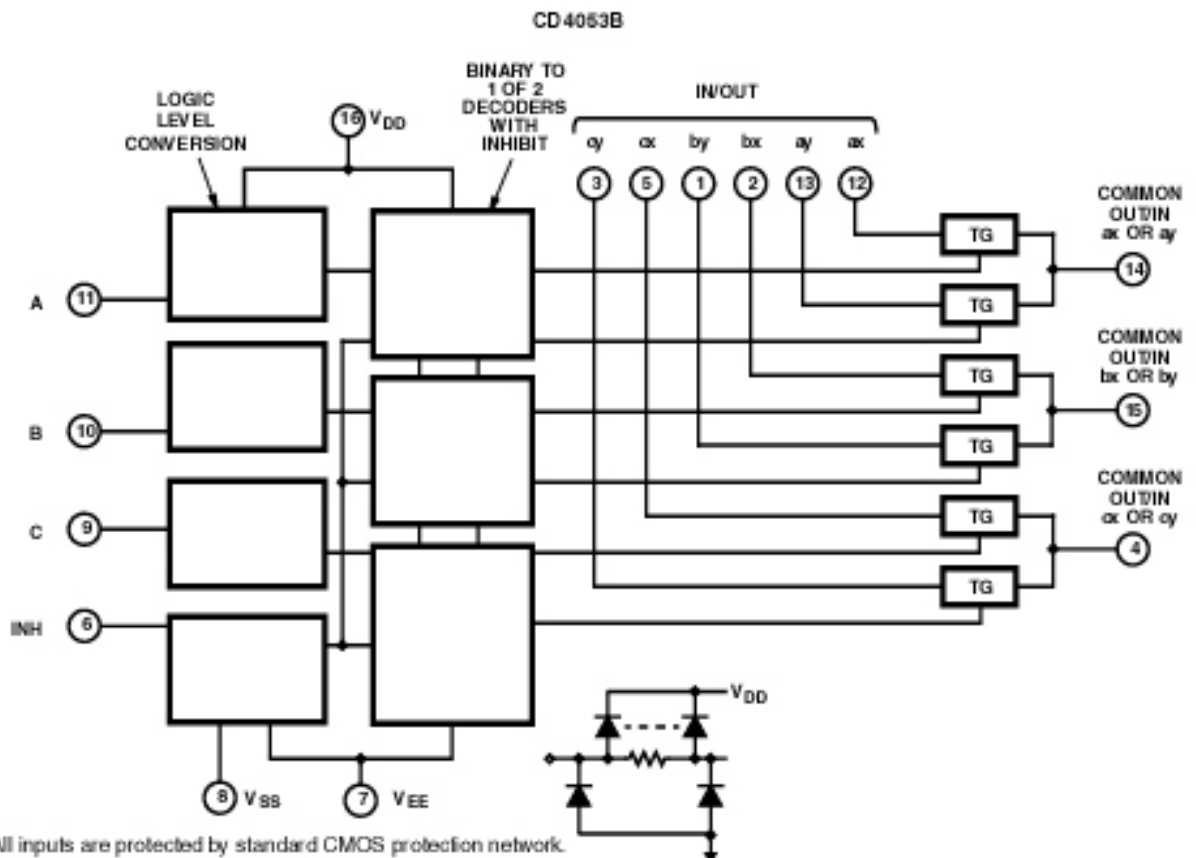 CD4053B
LOGIC
LEVEL
CONVERSION
16 VDD
BINARY TO
1 OF 2
DECODERS
WITH
INHIBIT
IN/OUT
cy cx by bx ay ax
3 5 1 2 13 12
COMMON
OUT/IN
ax OR ay
TG
14
A 11
TG
COMMON
OUT/IN
bx OR by
TG
15
B 10
TG
COMMON
OUT/IN
cx OR cy
TG
C 9
4
TG
INH 6
VDD
8 VSS
7 VEE
All inputs are protected by standard CMOS protection network.